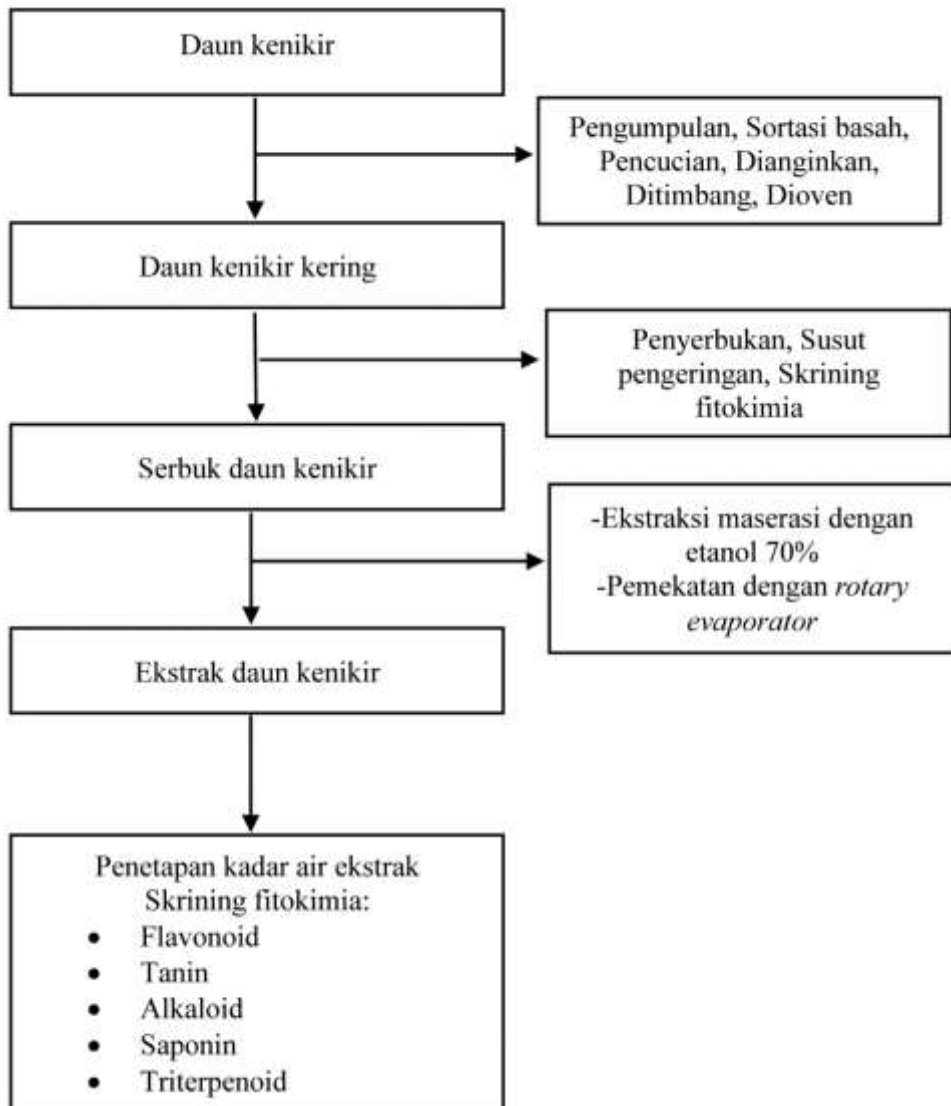 Daun kenikir
Pengumpulan, Sortasi basah,
Pencucian, Dianginkan,
Ditimbang, Dioven
Daun kenikir kering
Penyerbukan, Susut
pengeringan, Skrining
fitokimia
Serbuk daun kenikir
-Ekstraksi maserasi dengan
etanol 70%
-Pemekatan dengan rotary
evaporator
Ekstrak daun kenikir
Penetapan kadar air ekstrak
Skrining fitokimia:
• Flavonoid
• Tanin
• Alkaloid
• Saponin
• Triterpenoid